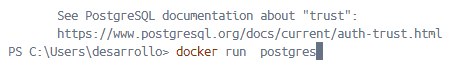 See PostgreSQL documentation about "trust":
https://www.postgresql.org/docs/current/auth-trust.html
PS C:\Users\desarrollo> docker run  postgres